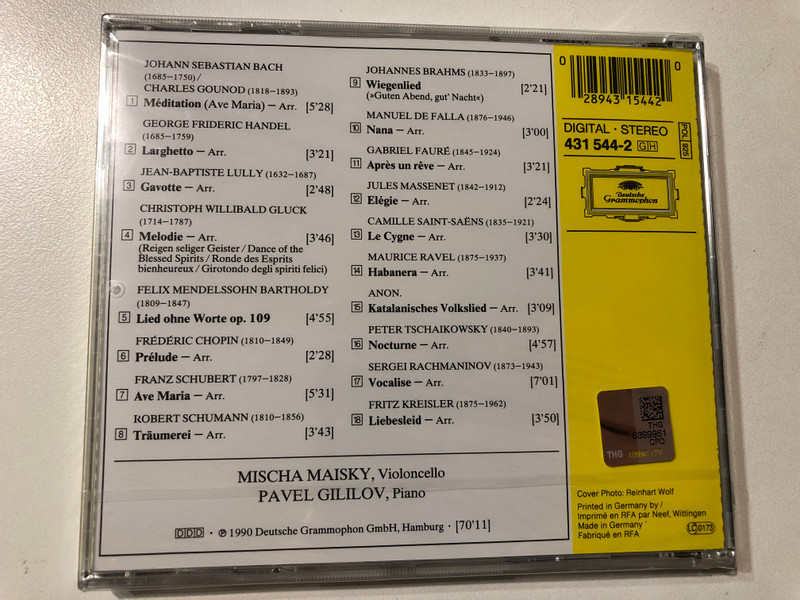 JOHANN SEBASTIAN BACH
(1685-1750) /
CHARLES GOUNOD (1818-1893)
1 Méditation (Ave Maria) – Arr. [5'28]
GEORGE FRIDERIC HANDEL
(1685-1759)
2 Larghetto – Arr. [3'21]
JEAN-BAPTISTE LULLY (1632-1687)
3 Gavotte – Arr. [2'48]
CHRISTOPH WILLIBALD GLUCK
(1714-1787)
4 Melodie – Arr. [3'46]
(Reigen seliger Geister / Dance of the
Blessed Spirits / Ronde des Esprits
bienheureux / Girotondo degli spiriti felici)
FELIX MENDELSSOHN BARTHOLDY
(1809-1847)
5 Lied ohne Worte op. 109 [4'55]
FRÉDÉRIC CHOPIN (1810-1849)
6 Prélude – Arr. [2'28]
FRANZ SCHUBERT (1797-1828)
7 Ave Maria – Arr. [5'31]
ROBERT SCHUMANN (1810-1856)
8 Träumerei – Arr. [3'43]
JOHANNES BRAHMS (1833-1897)
9 Wiegenlied [2'21]
(»Guten Abend, gut' Nacht«)
MANUEL DE FALLA (1876-1946)
10 Nana – Arr. [3'00]
GABRIEL FAURÉ (1845-1924)
11 Après un rêve – Arr. [3'21]
JULES MASSENET (1842-1912)
12 Elégie – Arr. [2'24]
CAMILLE SAINT-SAËNS (1835-1921)
13 Le Cygne – Arr. [3'30]
MAURICE RAVEL (1875-1937)
14 Habanera – Arr. [3'41]
ANON.
15 Katalanisches Volkslied – Arr. [3'09]
PETER TSCHAIKOWSKY (1840-1893)
16 Nocturne – Arr. [4'57]
SERGEI RACHMANINOV (1873-1943)
17 Vocalise – Arr. [7'01]
FRITZ KREISLER (1875-1962)
18 Liebesleid – Arr. [3'50]
MISCHA MAISKY, Violoncello
PAVEL GILILOV, Piano
DDD · ℗ 1990 Deutsche Grammophon GmbH, Hamburg · [70'11]
0 28943 15442 0
DIGITAL · STEREO
431 544-2 GH
POL 925
Deutsche
Grammophon
THG
0399981
CPO
THG
Cover Photo: Reinhart Wolf
Printed in Germany by /
Imprimé en RFA par Neef, Wittingen
Made in Germany
Fabriqué en RFA
LC 0173